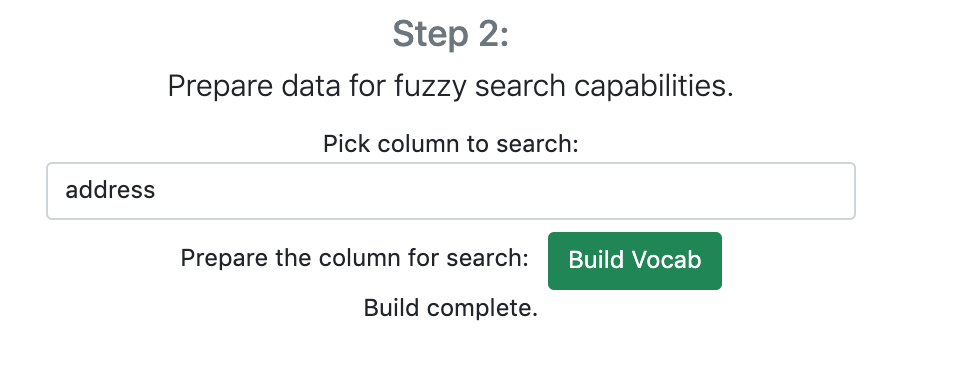 Step 2:
Prepare data for fuzzy search capabilities.
Pick column to search:
address
Prepare the column for search: Build Vocab
Build complete.